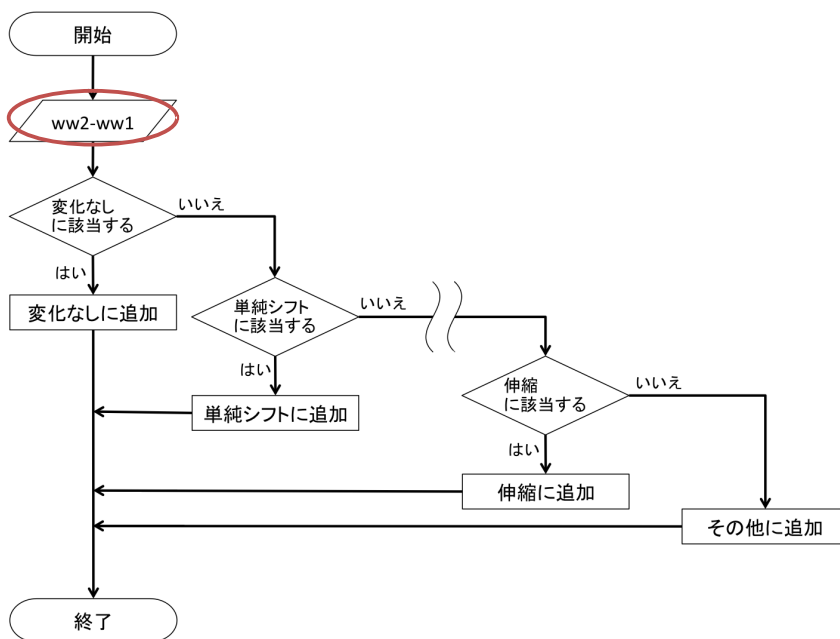 開始
ww2-ww1
変化なし
に該当する
いいえ
はい
変化なしに追加
単純シフト
に該当する
いいえ
はい
単純シフトに追加
伸縮
に該当する
いいえ
はい
伸縮に追加
その他に追加
終了